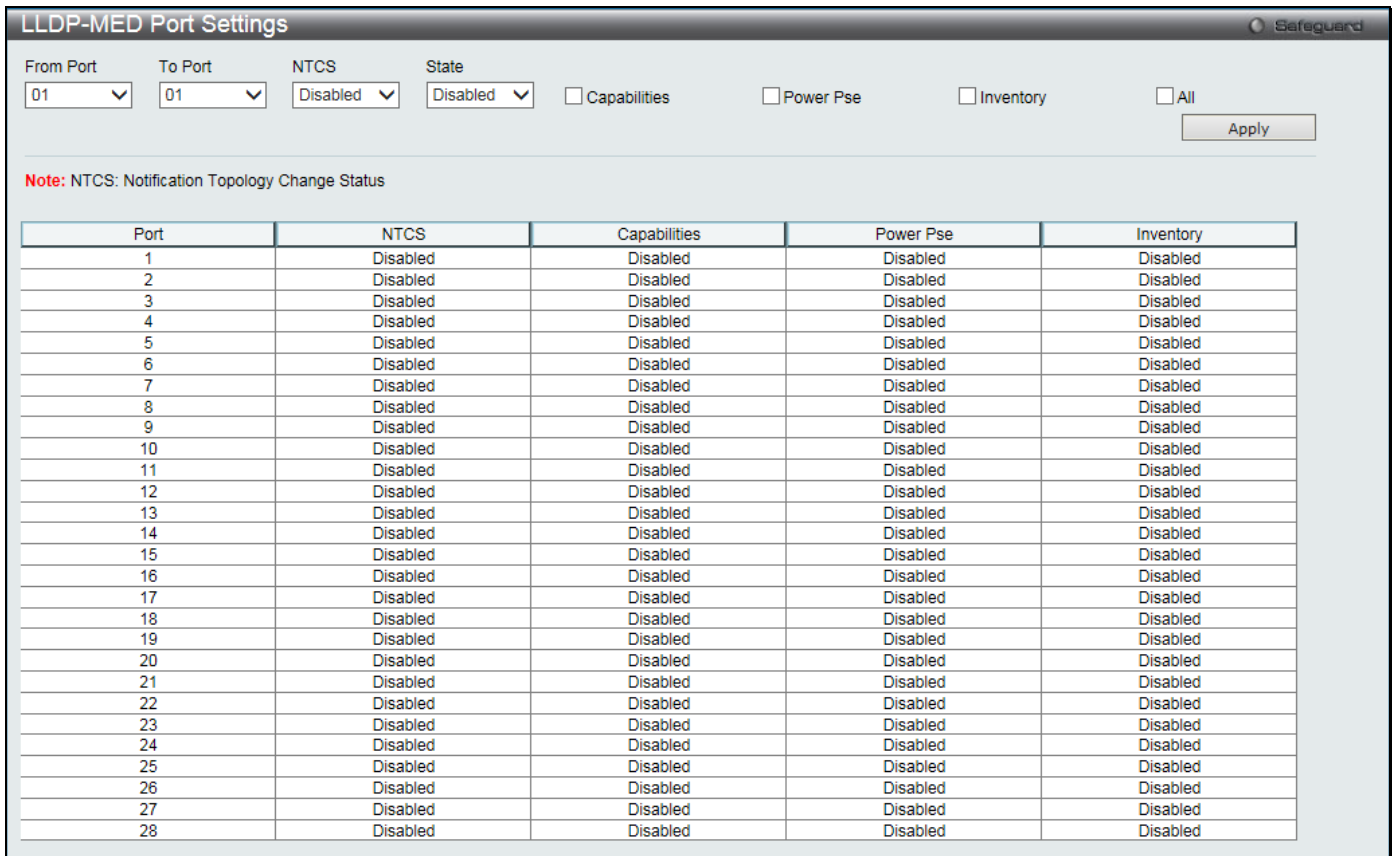 LLDP-MED Port Settings Safeguard
From Port To Port NTCS State
01 01 Disabled Disabled Capabilities Power Pse Inventory All
Apply
Note: NTCS: Notification Topology Change Status
Port NTCS Capabilities Power Pse Inventory
1 Disabled Disabled Disabled Disabled
2 Disabled Disabled Disabled Disabled
3 Disabled Disabled Disabled Disabled
4 Disabled Disabled Disabled Disabled
5 Disabled Disabled Disabled Disabled
6 Disabled Disabled Disabled Disabled
7 Disabled Disabled Disabled Disabled
8 Disabled Disabled Disabled Disabled
9 Disabled Disabled Disabled Disabled
10 Disabled Disabled Disabled Disabled
11 Disabled Disabled Disabled Disabled
12 Disabled Disabled Disabled Disabled
13 Disabled Disabled Disabled Disabled
14 Disabled Disabled Disabled Disabled
15 Disabled Disabled Disabled Disabled
16 Disabled Disabled Disabled Disabled
17 Disabled Disabled Disabled Disabled
18 Disabled Disabled Disabled Disabled
19 Disabled Disabled Disabled Disabled
20 Disabled Disabled Disabled Disabled
21 Disabled Disabled Disabled Disabled
22 Disabled Disabled Disabled Disabled
23 Disabled Disabled Disabled Disabled
24 Disabled Disabled Disabled Disabled
25 Disabled Disabled Disabled Disabled
26 Disabled Disabled Disabled Disabled
27 Disabled Disabled Disabled Disabled
28 Disabled Disabled Disabled Disabled